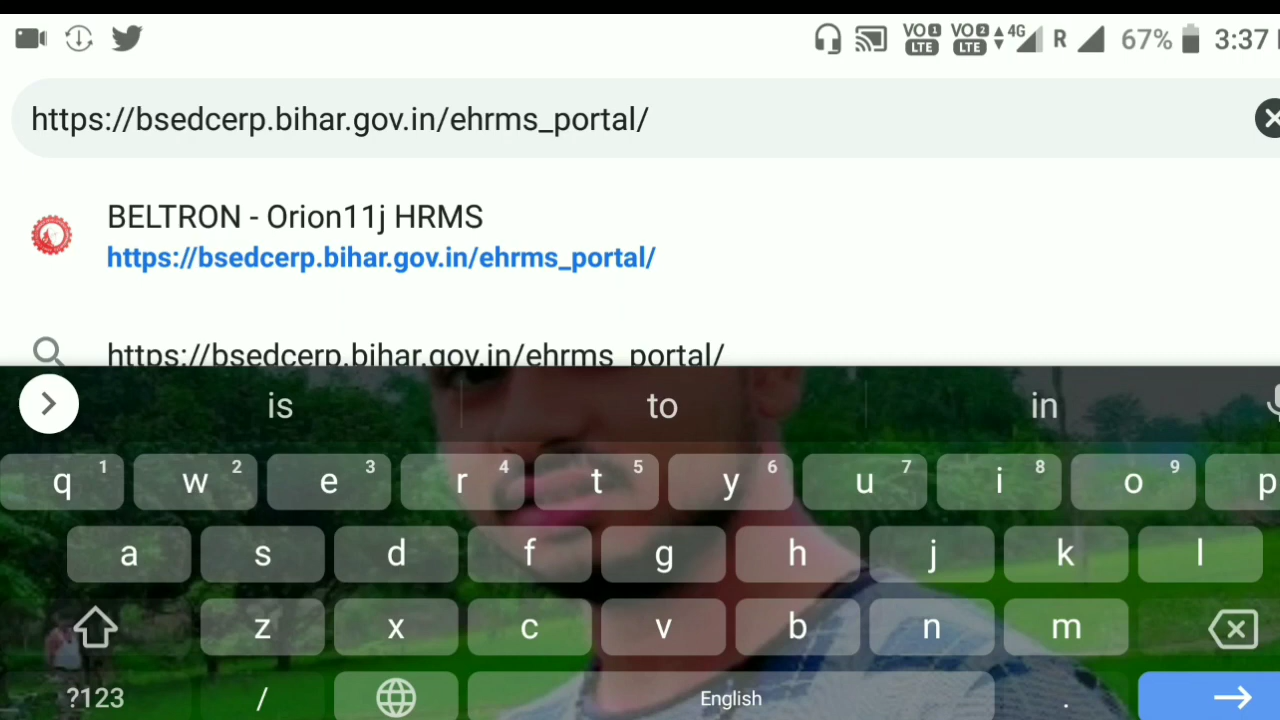 VO 1 LTE VO 2 LTE 4G R 67% 3:37
https://bsedcerp.bihar.gov.in/ehrms_portal/
BELTRON - Orion11j HRMS
https://bsedcerp.bihar.gov.in/ehrms_portal/
https://bsedcerp.bihar.gov.in/ehrms_portal/
is to in
q 1 w 2 e 3 r 4 t 5 y 6 u 7 i 8 o 9 p
a s d f g h j k l
z x c v b n m
?123 / English .